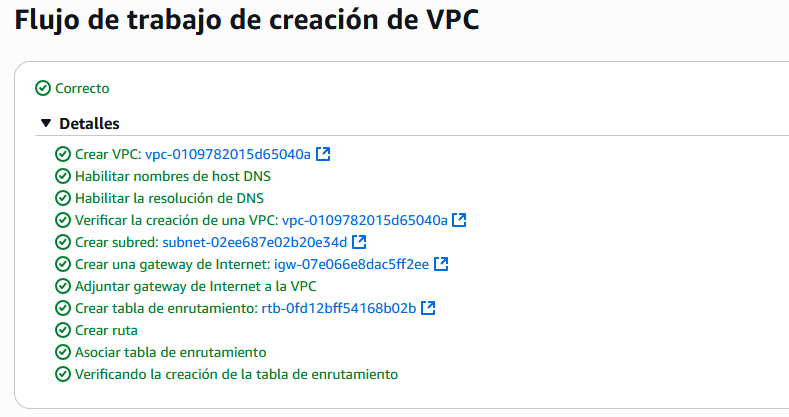 Flujo de trabajo de creación de VPC
Correcto
Detalles
Crear VPC: vpc-0109782015d65040a
Habilitar nombres de host DNS
Habilitar la resolución de DNS
Verificar la creación de una VPC: vpc-0109782015d65040a
Crear subred: subnet-02ee687e02b20e34d
Crear una gateway de Internet: igw-07e066e8dac5ff2ee
Adjuntar gateway de Internet a la VPC
Crear tabla de enrutamiento: rtb-0fd12bff54168b02b
Crear ruta
Asociar tabla de enrutamiento
Verificando la creación de la tabla de enrutamiento